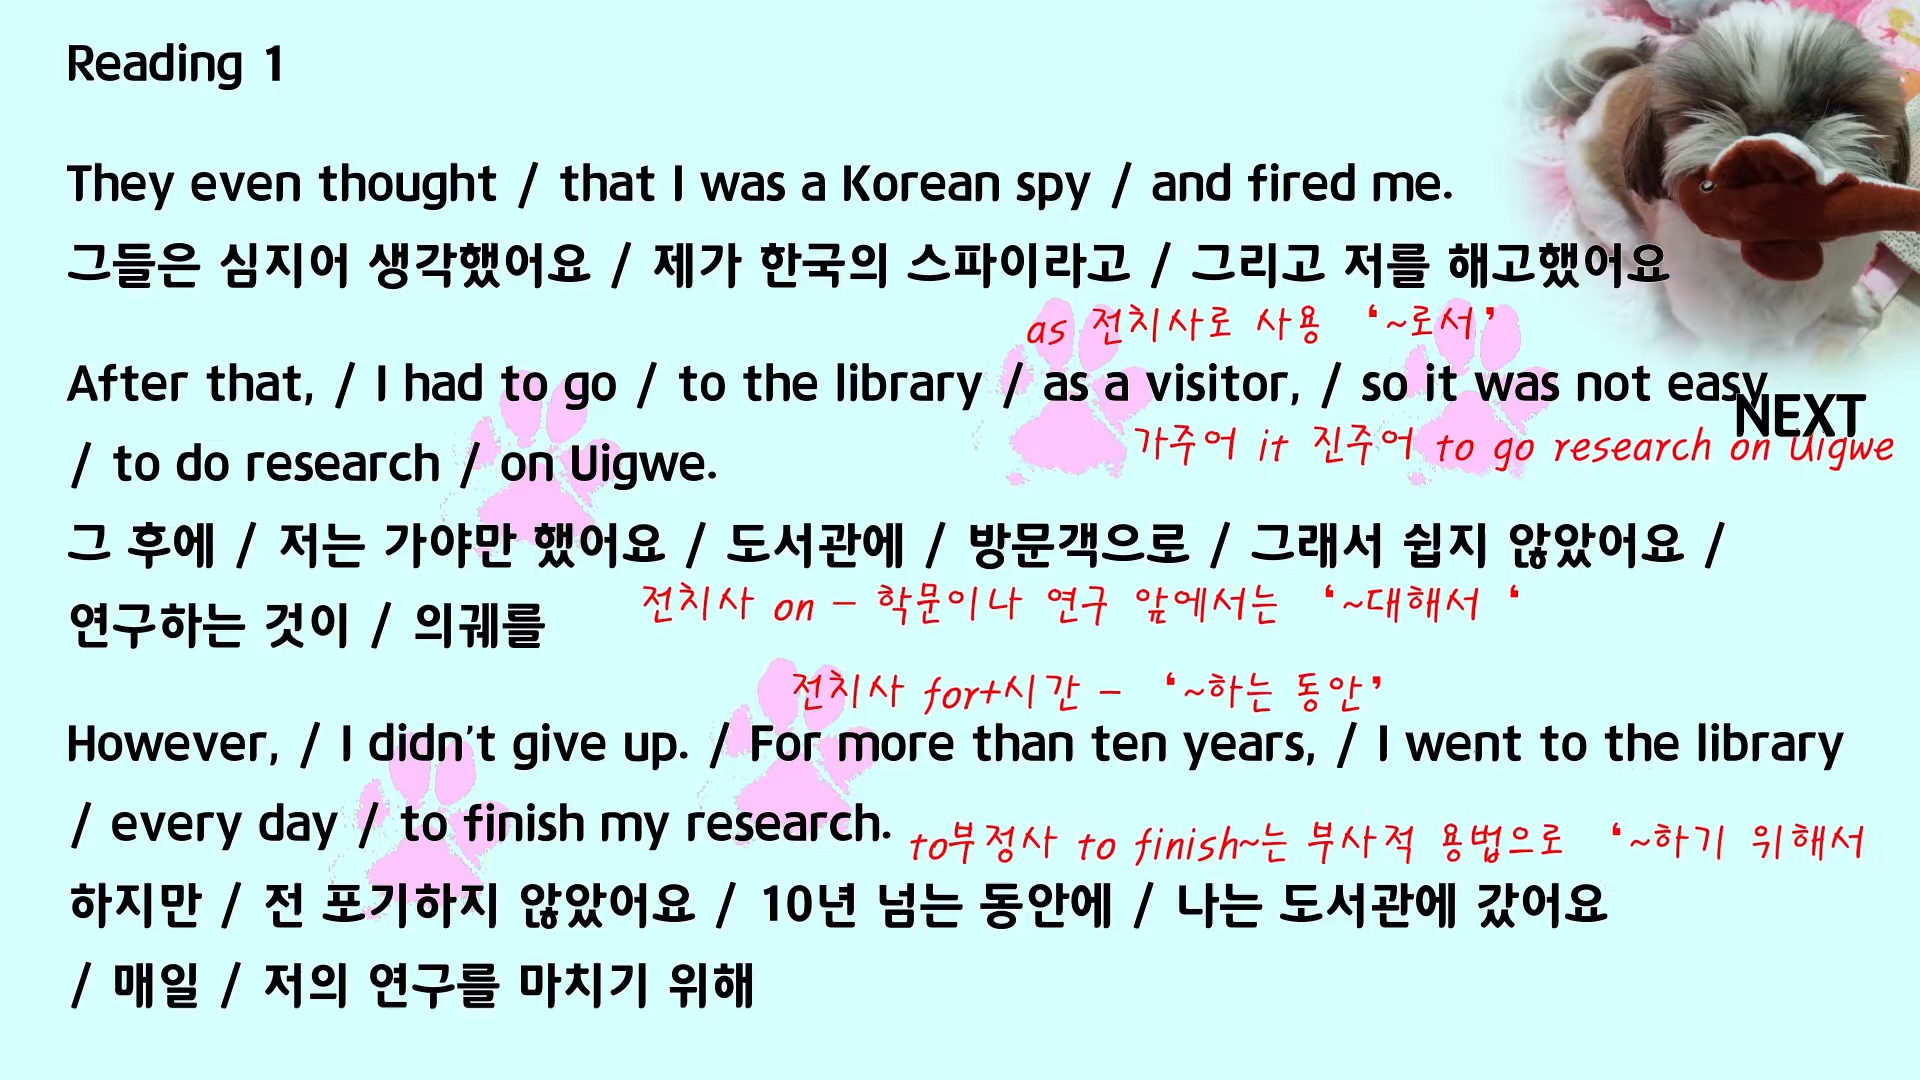 Reading 1
They even thought / that I was a Korean spy / and fired me.
그들은 심지어 생각했어요 / 제가 한국의 스파이라고 / 그리고 저를 해고했어요
as 전치사로 사용 ‘~로서’
After that, / I had to go / to the library / as a visitor, / so it was not easy
NEXT
가주어 it 진주어 to go research on Uigwe
/ to do research / on Uigwe.
그 후에 / 저는 가야만 했어요 / 도서관에 / 방문객으로 / 그래서 쉽지 않았어요 /
전치사 on – 학문이나 연구 앞에서는 ‘~대해서 ‘
연구하는 것이 / 의궤를
전치사 for+시간 – ‘~하는 동안’
However, / I didn’t give up. / For more than ten years, / I went to the library
/ every day / to finish my research.
to부정사 to finish~는 부사적 용법으로 ‘~하기 위해서
하지만 / 전 포기하지 않았어요 / 10년 넘는 동안에 / 나는 도서관에 갔어요
/ 매일 / 저의 연구를 마치기 위해